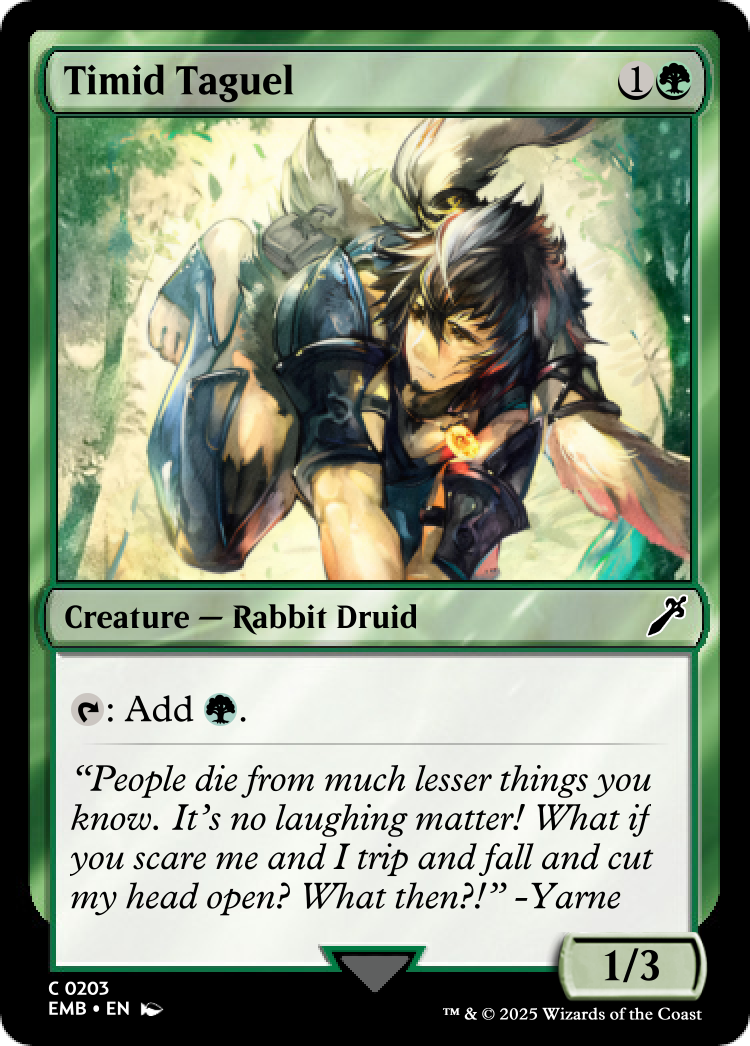 Timid Taguel 1
Creature — Rabbit Druid
: Add .
“People die from much lesser things you
know. It’s no laughing matter! What if
you scare me and I trip and fall and cut
my head open? What then?!” -Yarne
1/3
C 0203
EMB • EN
™ & © 2025 Wizards of the Coast